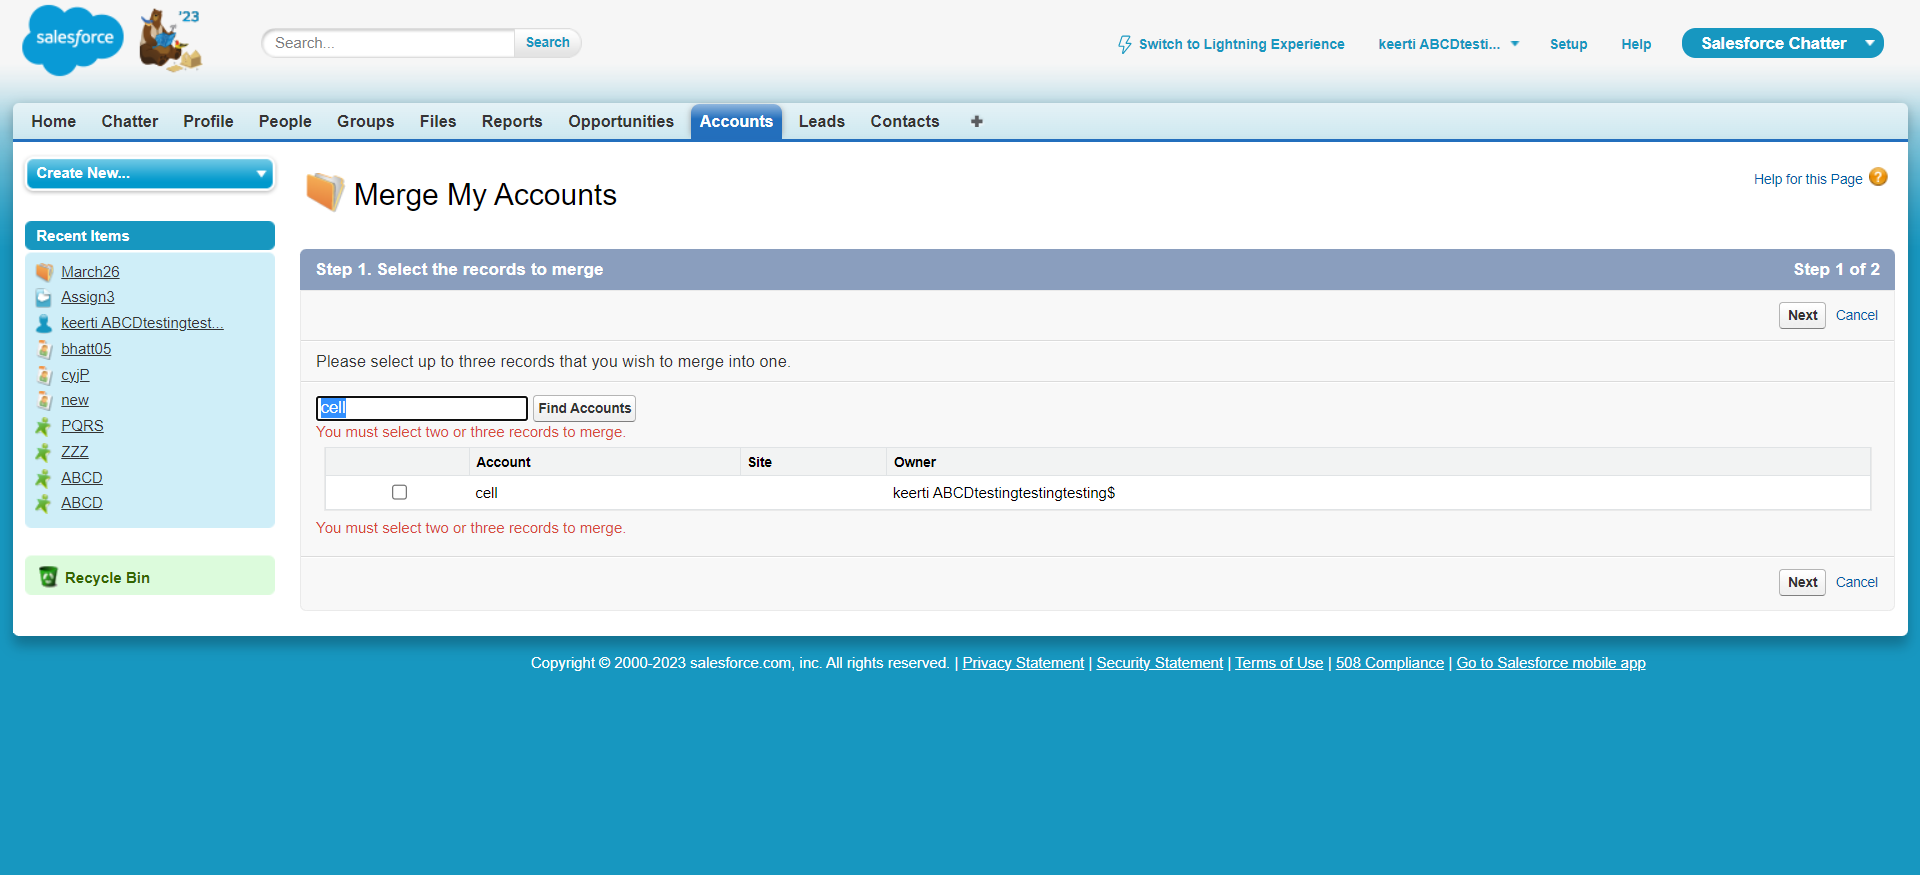 salesforce
'23
Search...
Search
Switch to Lightning Experience
keerti ABCDtesti...
Setup
Help
Salesforce Chatter
Home
Chatter
Profile
People
Groups
Files
Reports
Opportunities
Accounts
Leads
Contacts
+
Create New...
Recent Items
March26
Assign3
keerti ABCDtestingtest...
bhatt05
cyjP
new
PQRS
ZZZ
ABCD
ABCD
Recycle Bin
Merge My Accounts
Help for this Page ?
Step 1. Select the records to merge
Step 1 of 2
Next
Cancel
Please select up to three records that you wish to merge into one.
cell
Find Accounts
You must select two or three records to merge.
Account
Site
Owner
cell
keerti ABCDtestingtestingtesting$
You must select two or three records to merge.
Next
Cancel
Copyright © 2000-2023 salesforce.com, inc. All rights reserved. | Privacy Statement | Security Statement | Terms of Use | 508 Compliance | Go to Salesforce mobile app